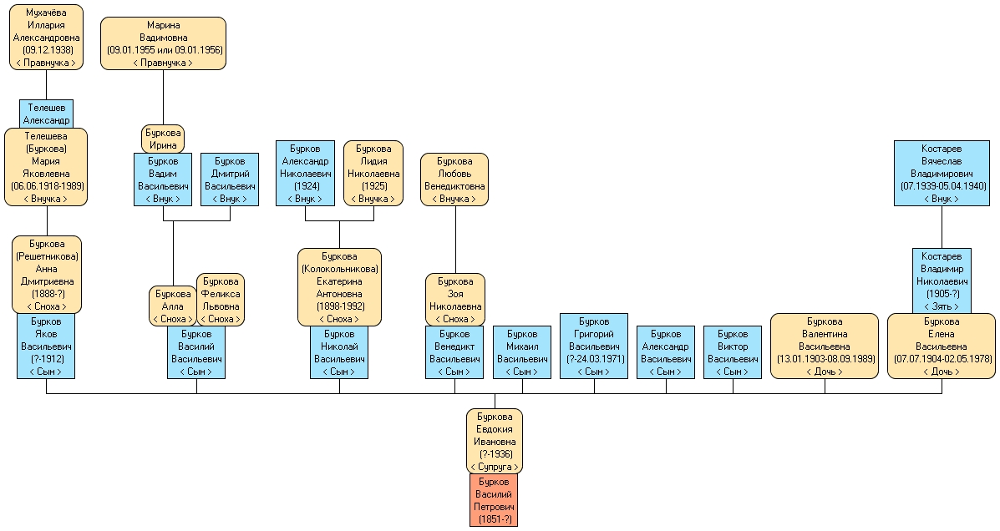 Мухачёва
Иллария
Александровна
(09.12.1938)
< Правнучка >
Марина
Вадимовна
(09.01.1955 или 09.01.1956)
< Правнучка >
Телешев
Александр
Телешева
(Буркова)
Мария
Яковлевна
(06.06.1918-1989)
< Внучка >
Буркова
Ирина
Бурков
Вадим
Васильевич
< Внук >
Бурков
Дмитрий
Васильевич
< Внук >
Бурков
Александр
Николаевич
(1924)
< Внук >
Буркова
Лидия
Николаевна
(1925)
< Внучка >
Буркова
Любовь
Венедиктовна
< Внучка >
Костарев
Вячеслав
Владимирович
(07.1939-05.04.1940)
< Внук >
Буркова
(Решетникова)
Анна
Дмитриевна
(1888-?)
< Сноха >
Бурков
Яков
Васильевич
(?-1912)
< Сын >
Буркова
Алла
< Сноха >
Буркова
Феликса
Львовна
< Сноха >
Бурков
Василий
Васильевич
< Сын >
Буркова
(Колокольникова)
Екатерина
Антоновна
(1898-1992)
< Сноха >
Бурков
Николай
Васильевич
< Сын >
Буркова
Зоя
Николаевна
< Сноха >
Бурков
Венедикт
Васильевич
< Сын >
Бурков
Михаил
Васильевич
< Сын >
Бурков
Григорий
Васильевич
(?-24.03.1971)
< Сын >
Бурков
Александр
Васильевич
< Сын >
Бурков
Виктор
Васильевич
< Сын >
Буркова
Валентина
Васильевна
(13.01.1903-08.09.1989)
< Дочь >
Костарев
Владимир
Николаевич
(1905-?)
< Зять >
Буркова
Елена
Васильевна
(07.07.1904-02.05.1978)
< Дочь >
Буркова
Евдокия
Ивановна
(?-1936)
< Супруга >
Бурков
Василий
Петрович
(1851-?)